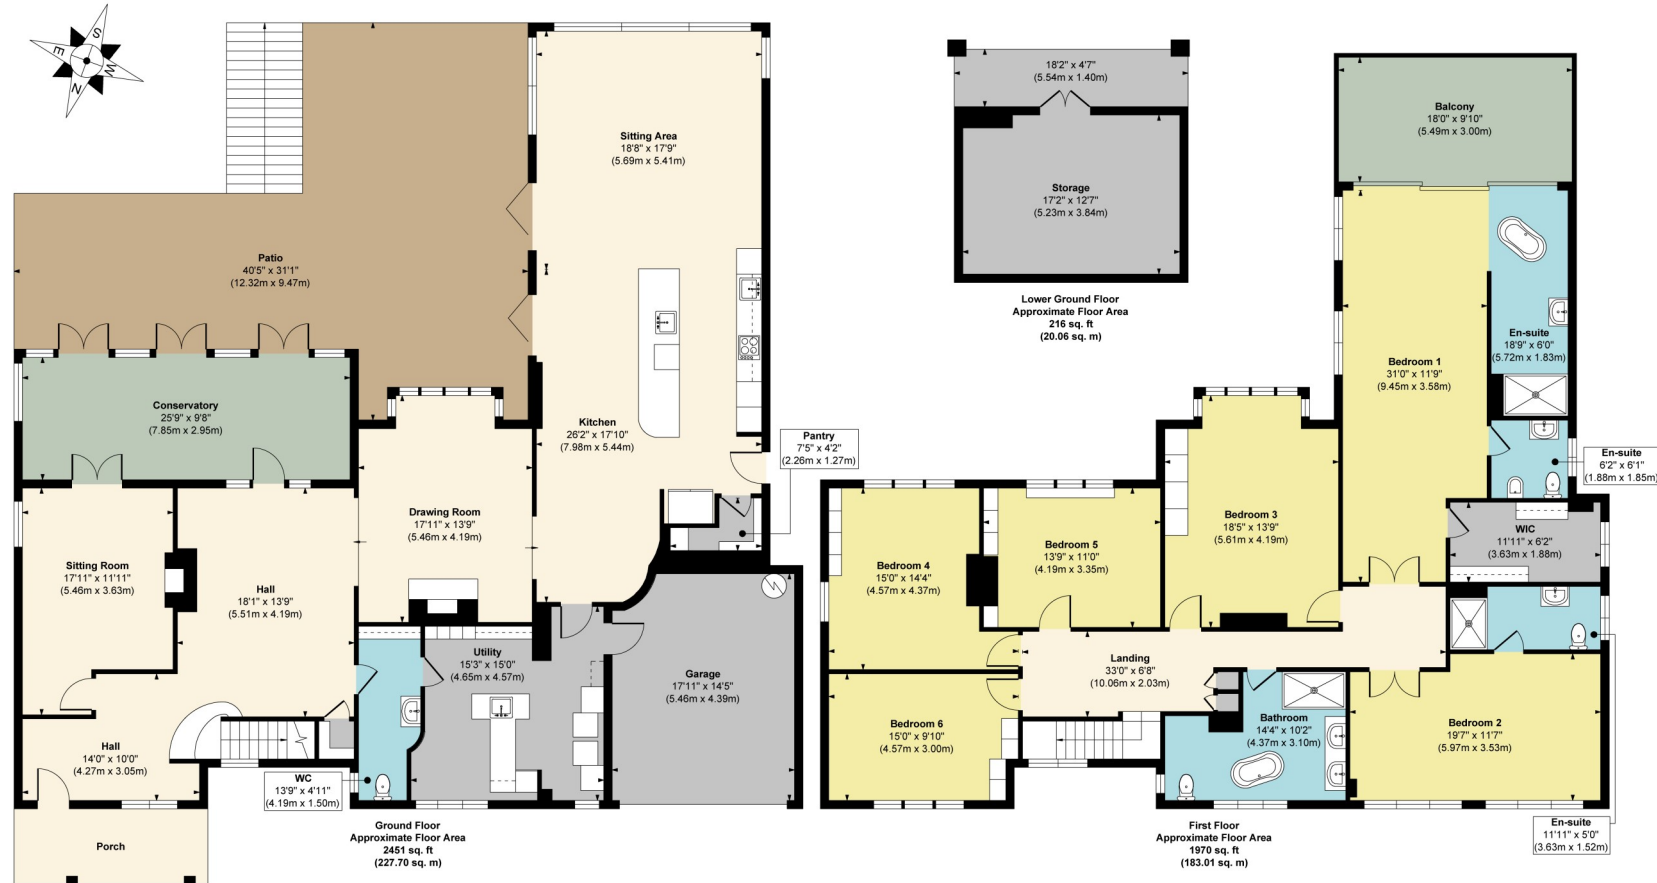 S
E
W
N
Sitting Area
18'8" x 17'9"
(5.69m x 5.41m)
Patio
40'5" x 31'1"
(12.32m x 9.47m)
Conservatory
25'9" x 9'8"
(7.85m x 2.95m)
Kitchen
26'2" x 17'10"
(7.98m x 5.44m)
Pantry
7'5" x 4'2"
(2.26m x 1.27m)
Drawing Room
17'11" x 13'9"
(5.46m x 4.19m)
Sitting Room
17'11" x 11'11"
(5.46m x 3.63m)
Hall
18'1" x 13'9"
(5.51m x 4.19m)
Utility
15'3" x 15'0"
(4.65m x 4.57m)
Garage
17'11" x 14'5"
(5.46m x 4.39m)
Hall
14'0" x 10'0"
(4.27m x 3.05m)
WC
13'9" x 4'11"
(4.19m x 1.50m)
Porch
Ground Floor
Approximate Floor Area
2451 sq. ft
(227.70 sq. m)
18'2" x 4'7"
(5.54m x 1.40m)
Storage
17'2" x 12'7"
(5.23m x 3.84m)
Lower Ground Floor
Approximate Floor Area
216 sq. ft
(20.06 sq. m)
Balcony
18'0" x 9'10"
(5.49m x 3.00m)
En-suite
18'9" x 6'0"
(5.72m x 1.83m)
Bedroom 1
31'0" x 11'9"
(9.45m x 3.58m)
En-suite
6'2" x 6'1"
(1.88m x 1.85m)
WIC
11'11" x 6'2"
(3.63m x 1.88m)
Bedroom 3
18'5" x 13'9"
(5.61m x 4.19m)
Bedroom 5
13'9" x 11'0"
(4.19m x 3.35m)
Bedroom 4
15'0" x 14'4"
(4.57m x 4.37m)
Landing
33'0" x 6'8"
(10.06m x 2.03m)
Bedroom 6
15'0" x 9'10"
(4.57m x 3.00m)
Bathroom
14'4" x 10'2"
(4.37m x 3.10m)
Bedroom 2
19'7" x 11'7"
(5.97m x 3.53m)
En-suite
11'11" x 5'0"
(3.63m x 1.52m)
First Floor
Approximate Floor Area
1970 sq. ft
(183.01 sq. m)